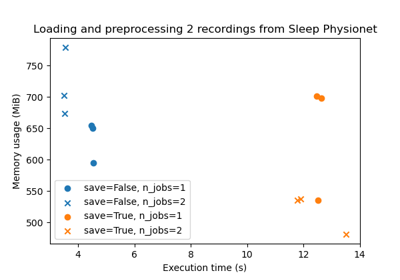 Loading and preprocessing 2 recordings from Sleep Physionet
Memory usage (MiB)
750
700
650
600
550
500
save=False, n_jobs=1
save=False, n_jobs=2
save=True, n_jobs=1
save=True, n_jobs=2
4 6 8 10 12 14
Execution time (s)